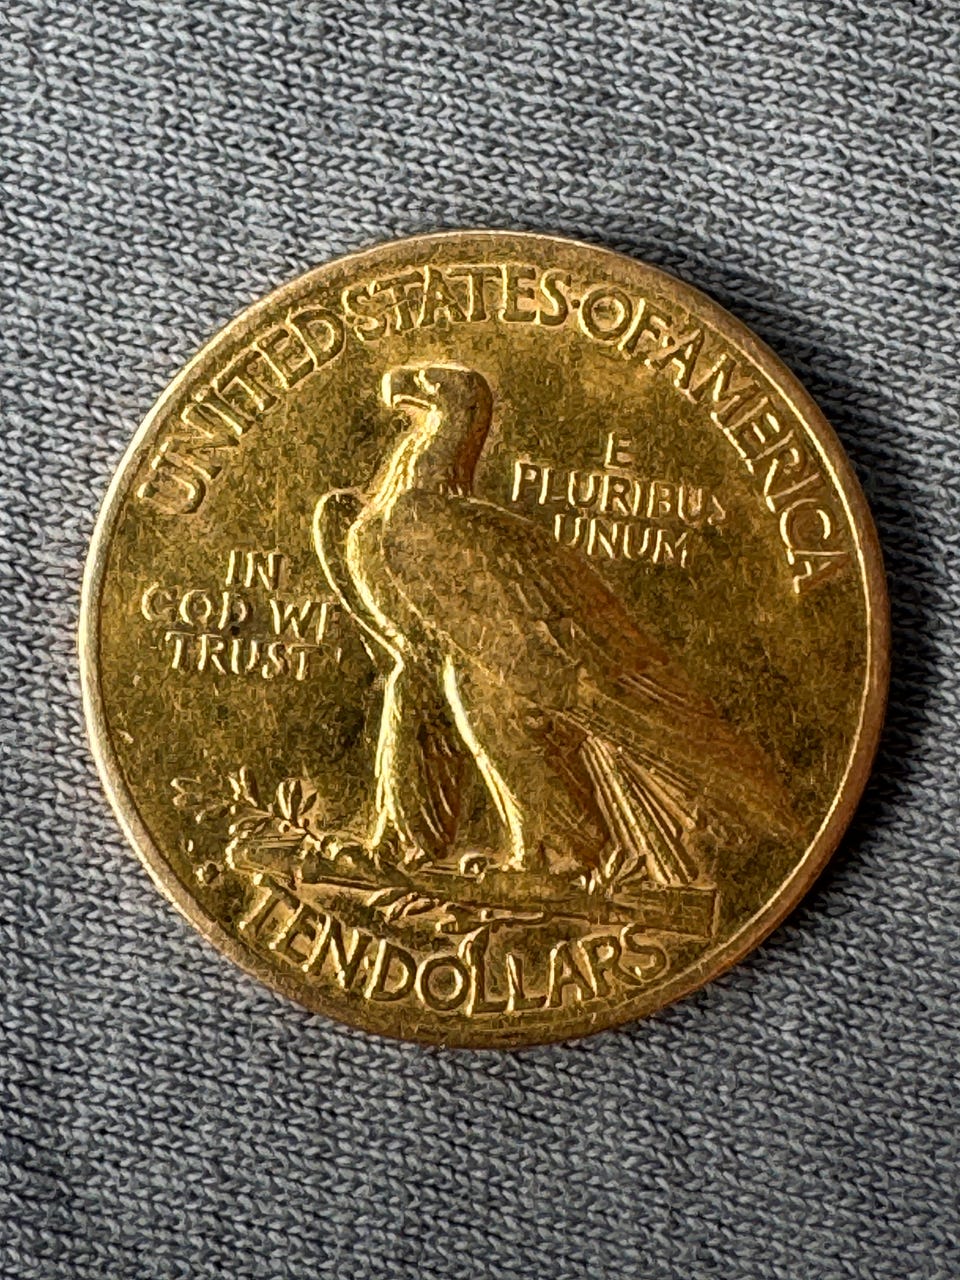 UNITED·STATES·OF·AMERICA
E
PLURIBUS
UNUM
IN
GOD WE
TRUST
TEN·DOLLARS